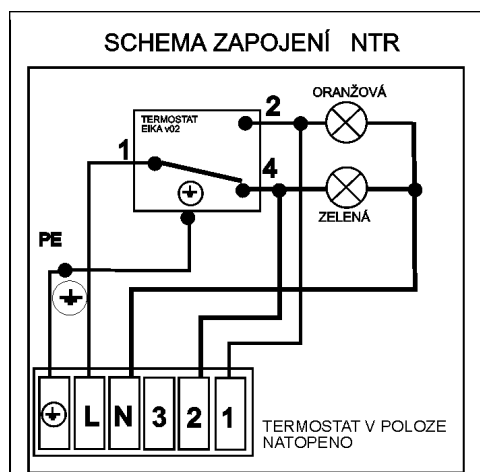 SCHEMA ZAPOJENÍ NTR
ORANŽOVÁ
TERMOSTAT
EIKA v02
2
1
4
ZELENÁ
PE
L N 3 2 1
TERMOSTAT V POLOZE
NATOPENO